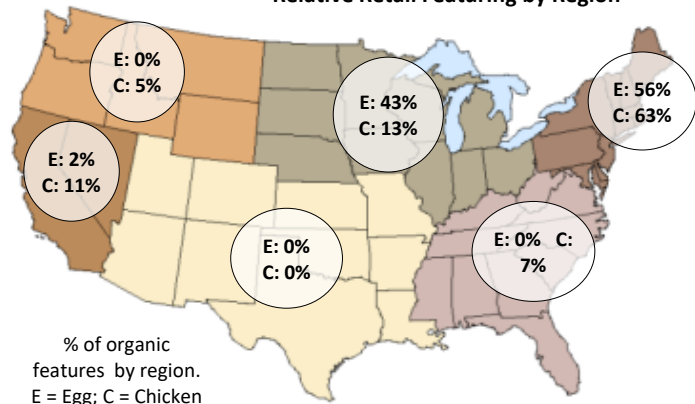 Relative Retail Featuring by Region
E: 0%
C: 5%
E: 43%
C: 13%
E: 56%
C: 63%
E: 2%
C: 11%
E: 0%
C: 0%
E: 0% C:
7%
% of organic
features by region.
E = Egg; C = Chicken